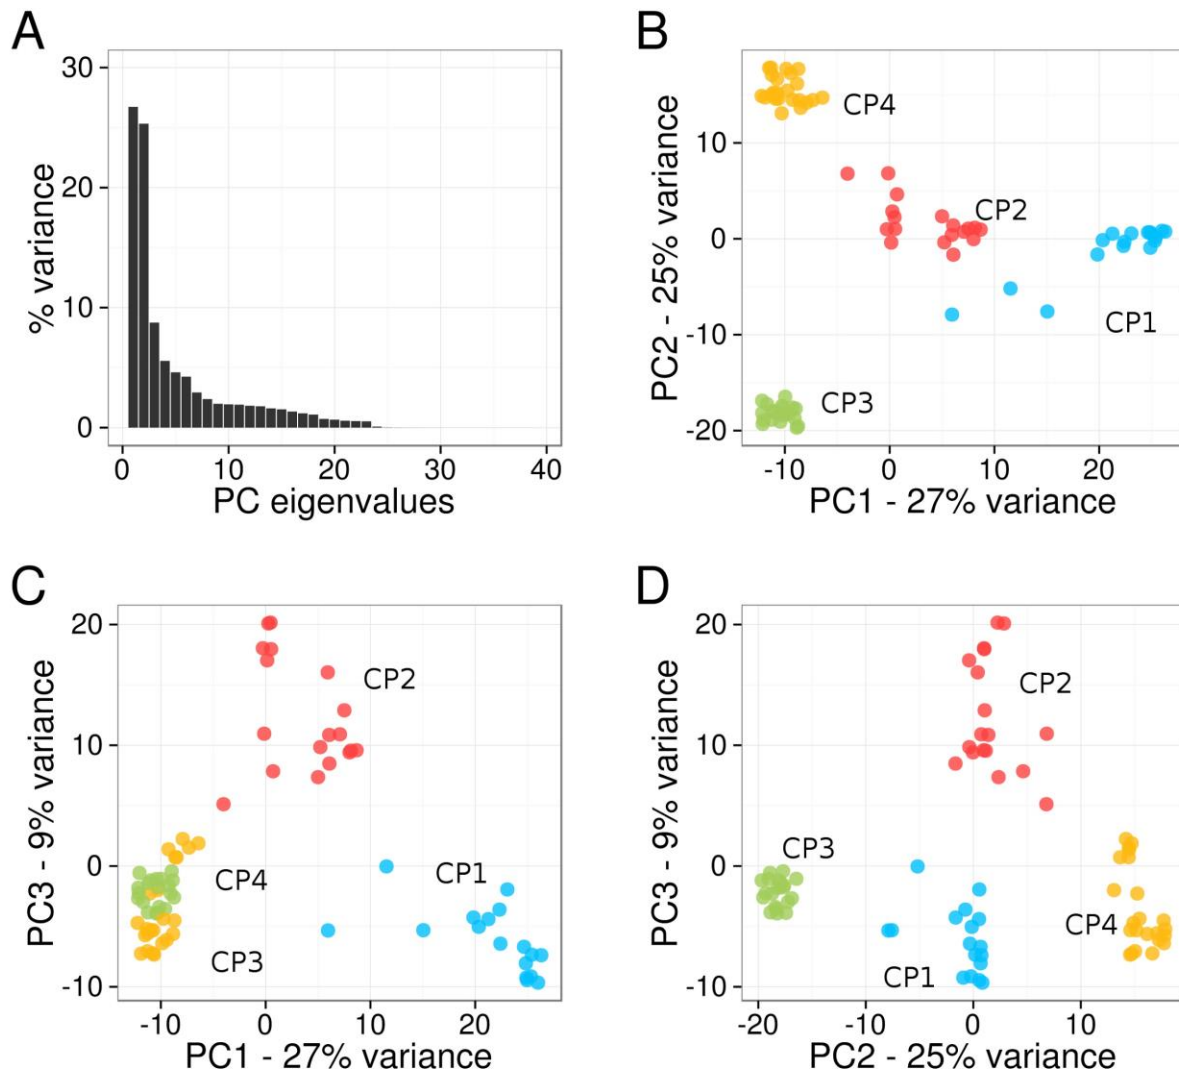 A
B
30
20
10
0
% variance
0 10 20 30 40
PC eigenvalues
10
0
-10
-20
PC2 - 25% variance
CP4
CP2
CP1
CP3
-10 0 10 20
PC1 - 27% variance
C
D
20
10
0
-10
PC3 - 9% variance
CP2
CP1
CP4
CP3
-10 0 10 20
PC1 - 27% variance
20
10
0
-10
PC3 - 9% variance
CP2
CP3
CP4
CP1
-20 -10 0 10
PC2 - 25% variance